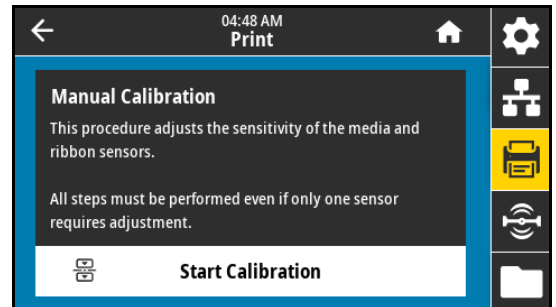 04:48 AM
Print
Manual Calibration
This procedure adjusts the sensitivity of the media and
ribbon sensors.
All steps must be performed even if only one sensor
requires adjustment.
Start Calibration